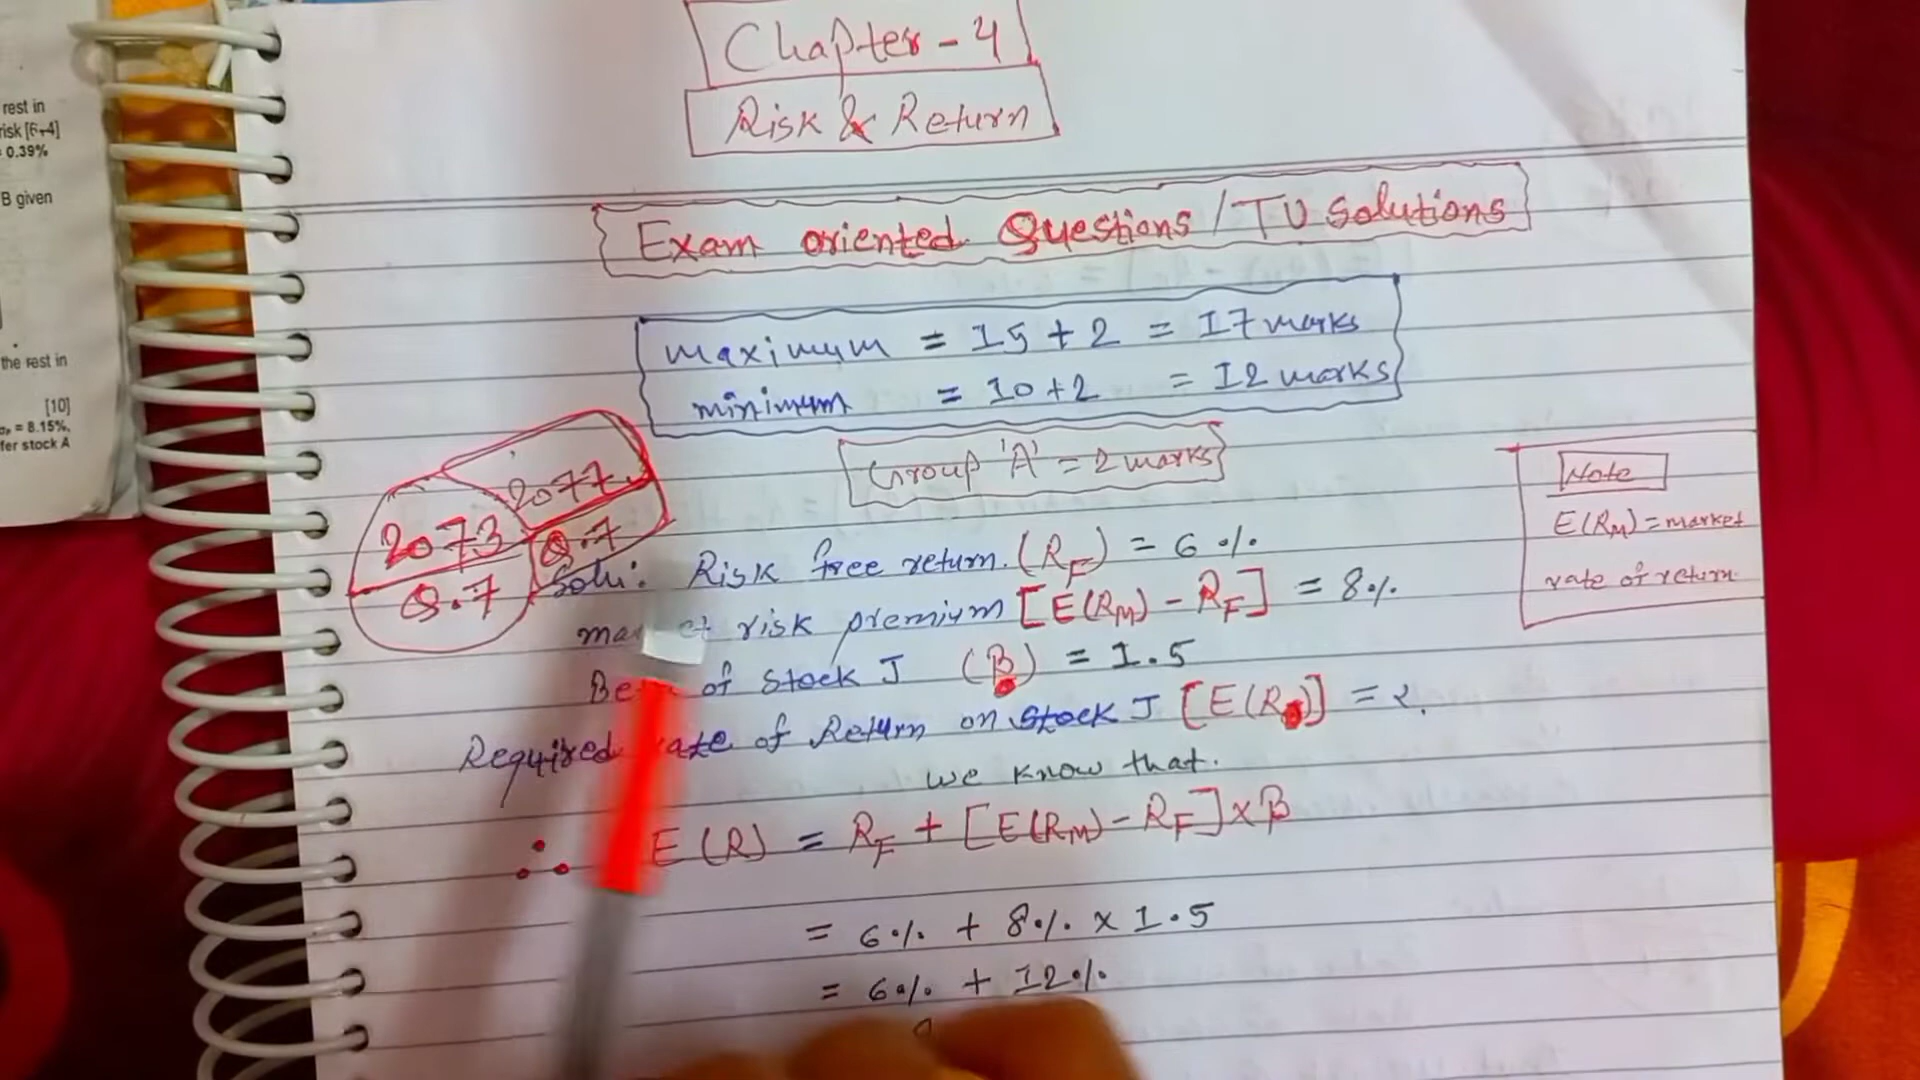 rest in
risk [6+4]
= 0.39%
B given
the rest in
[10]
= 8.15%,
fer stock A
Chapter - 4
Risk & Return
Exam oriented Questions / TU Solutions
maximum = 15 + 2 = 17 marks
minimum = 10 + 2 = 12 marks
Group 'A' = 2 marks
2077
Q.7
2073
Q.7
Note
E(RM) = market
rate of return
Soln: Risk free return. (RF) = 6 %
market risk premium [E(RM) - RF] = 8%
of stock J (β) = 1.5
Required of Return on Stock J [E(R )] = ?
we know that.
∴ E(R) = RF + [E(RM) - RF] x β
= 6% + 8% x 1.5
= 6% + 12%